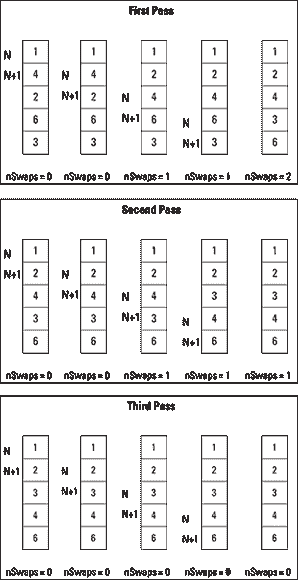 First Pass
1 1 1 1 1
N
4 4 2 2 2
N+1 N
2 2 4 4 4
N+1 N
6 6 6 6 3
N+1 N
3 3 3 3 6
N+1
nSwaps = 0 nSwaps = 0 nSwaps = 1 nSwaps = 1 nSwaps = 2
Second Pass
1 1 1 1 1
N
2 2 2 2 2
N+1 N
4 4 4 3 3
N+1 N
3 3 3 4 4
N+1 N
6 6 6 6 6
N+1
nSwaps = 0 nSwaps = 0 nSwaps = 1 nSwaps = 1 nSwaps = 1
Third Pass
1 1 1 1 1
N
2 2 2 2 2
N+1 N
3 3 3 3 3
N+1 N
4 4 4 4 4
N+1 N
6 6 6 6 6
N+1
nSwaps = 0 nSwaps = 0 nSwaps = 0 nSwaps = 0 nSwaps = 0